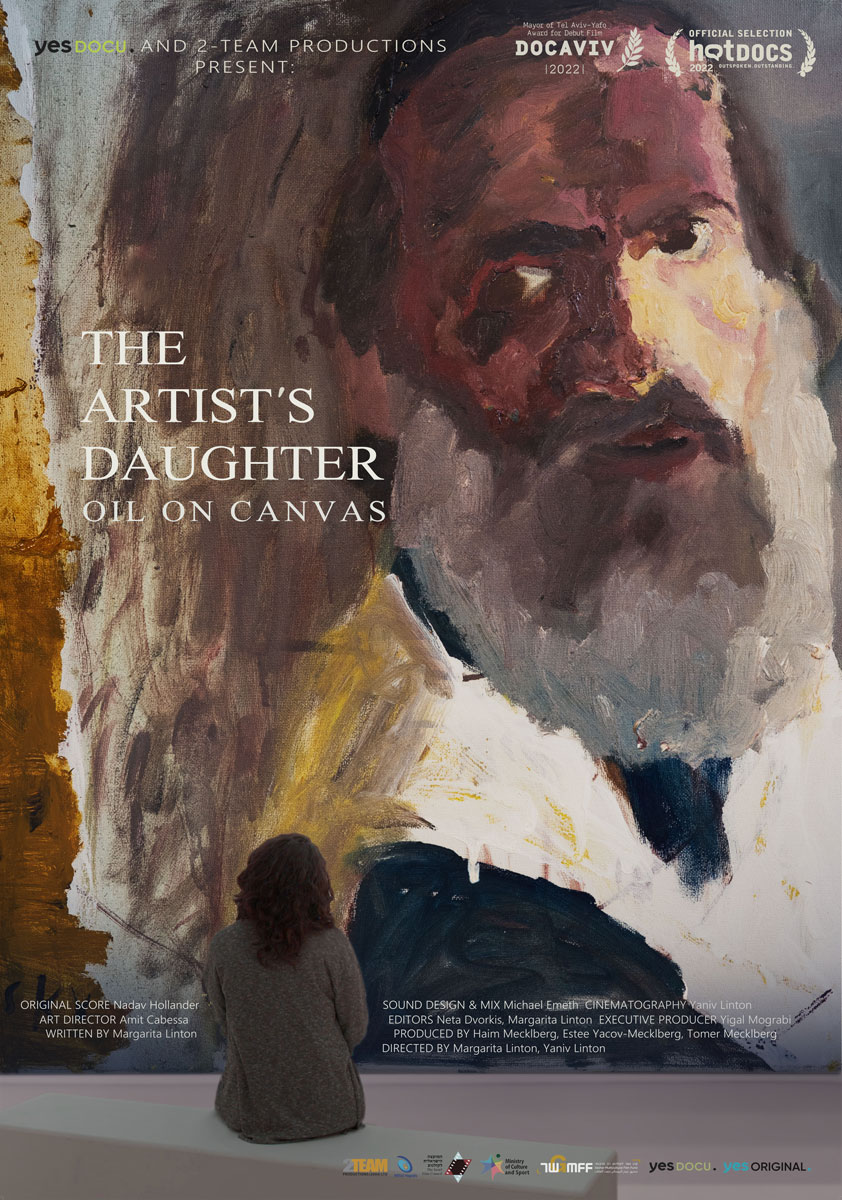 yesDOCU. AND 2-TEAM PRODUCTIONS
PRESENT:
Mayor of Tel Aviv-Yafo
Award for Debut Film
DOCAVIV
|2022|
OFFICIAL SELECTION
hotDOCS
2022 OUTSPOKEN.OUTSTANDING.
THE
ARTIST'S
DAUGHTER
OIL ON CANVAS
ORIGINAL SCORE Nadav Hollander
ART DIRECTOR Amit Cabessa
WRITTEN BY Margarita Linton
SOUND DESIGN & MIX Michael Emeth CINEMATOGRAPHY Yaniv Linton
EDITORS Neta Dvorkis, Margarita Linton EXECUTIVE PRODUCER Yigal Mograbi
PRODUCED BY Haim Mecklberg, Estee Yacov-Mecklberg, Tomer Mecklberg
DIRECTED BY Margarita Linton, Yaniv Linton
2TEAM
Ministry
of Culture
and Sport
MFF
yesDOCU.
yesORIGINAL.